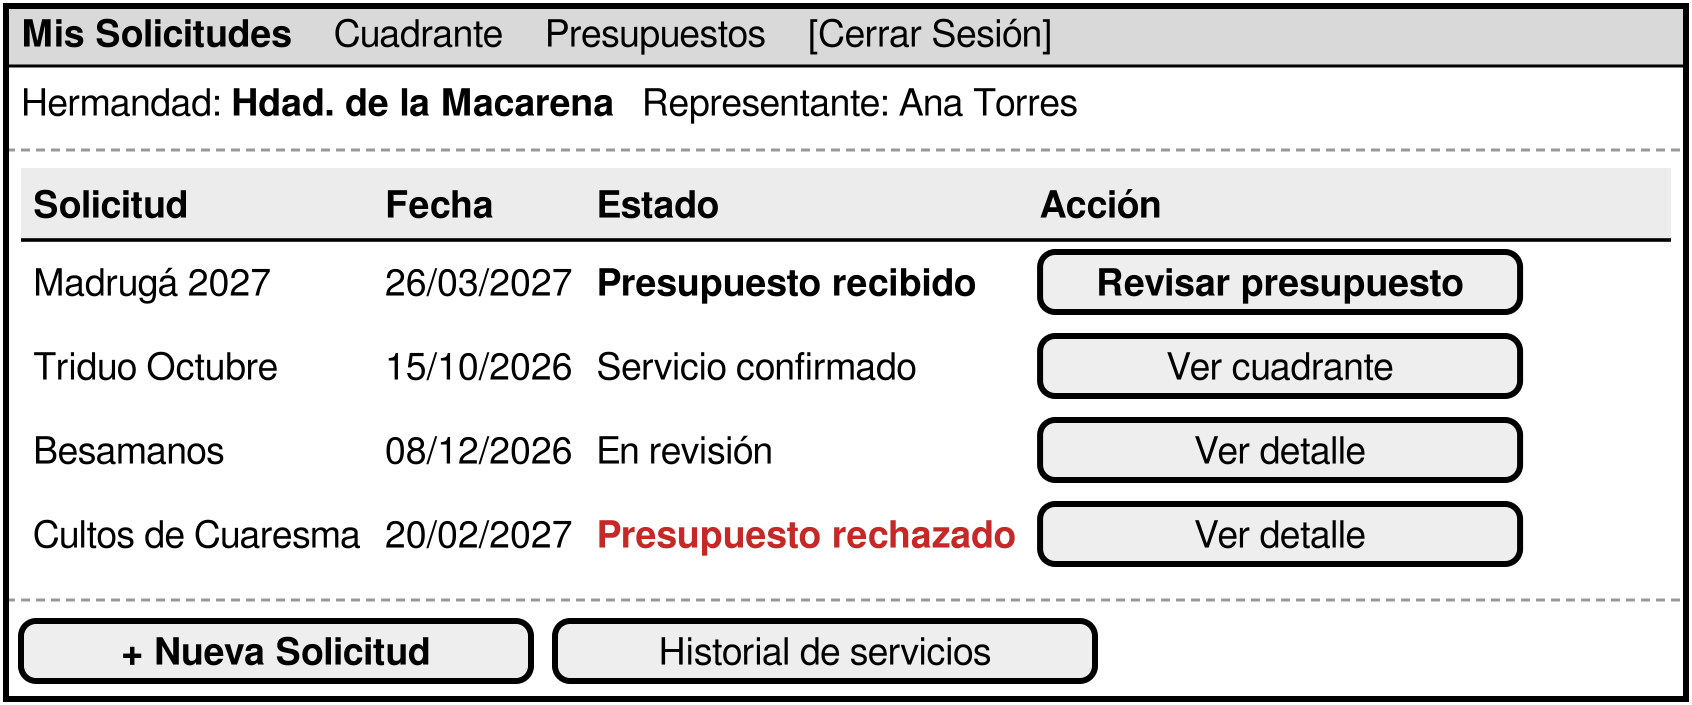 Mis Solicitudes Cuadrante Presupuestos [Cerrar Sesión]
Hermandad: Hdad. de la Macarena Representante: Ana Torres
Solicitud Fecha Estado Acción
Madrugá 2027 26/03/2027 Presupuesto recibido Revisar presupuesto
Triduo Octubre 15/10/2026 Servicio confirmado Ver cuadrante
Besamanos 08/12/2026 En revisión Ver detalle
Cultos de Cuaresma 20/02/2027 Presupuesto rechazado Ver detalle
+ Nueva Solicitud Historial de servicios